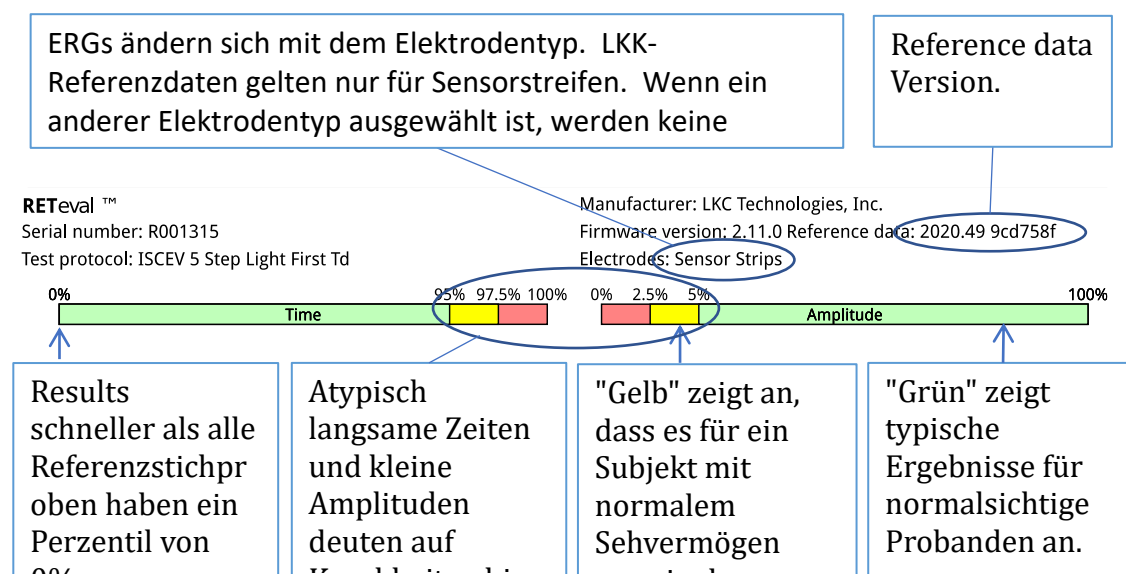 ERGs ändern sich mit dem Elektrodentyp.  LKK-
Referenzdaten gelten nur für Sensorstreifen.  Wenn ein
anderer Elektrodentyp ausgewählt ist, werden keine
Reference data
Version.
RETeval ™
Serial number: R001315
Test protocol: ISCEV 5 Step Light First Td
Manufacturer: LKC Technologies, Inc.
Firmware version: 2.11.0 Reference data: 2020.49 9cd758f
Electrodes: Sensor Strips
0% 95% 97.5% 100%
Time
0% 2.5% 5% 100%
Amplitude
Results
schneller als alle
Referenzstichpr
oben haben ein
Perzentil von
Atypisch
langsame Zeiten
und kleine
Amplituden
deuten auf
"Gelb" zeigt an,
dass es für ein
Subjekt mit
normalem
Sehvermögen
"Grün" zeigt
typische
Ergebnisse für
normalsichtige
Probanden an.